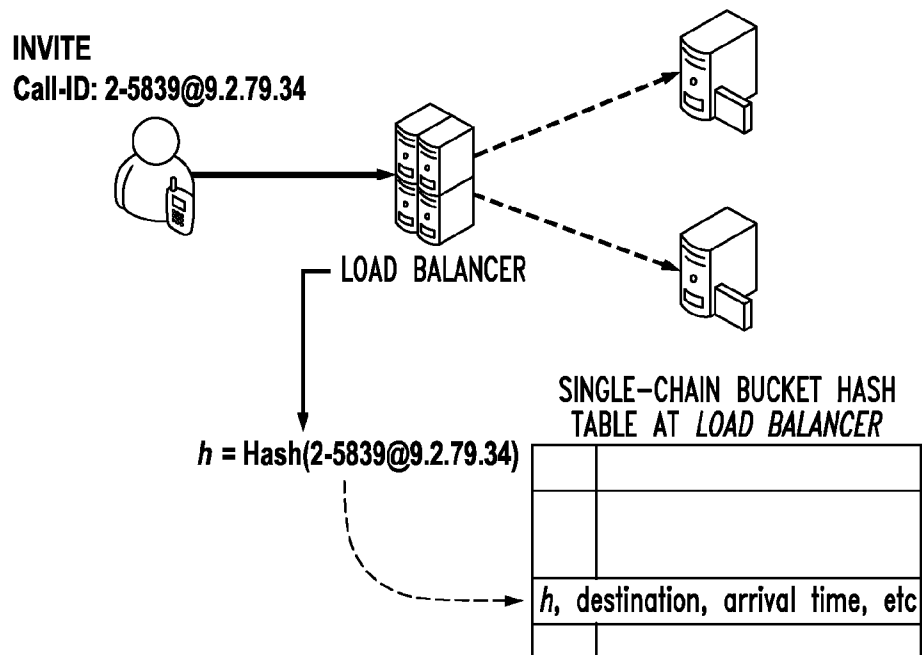 INVITE
Call-ID: 2-5839@9.2.79.34
LOAD BALANCER
h = Hash(2-5839@9.2.79.34)
SINGLE-CHAIN BUCKET HASH
TABLE AT LOAD BALANCER
h, destination, arrival time, etc